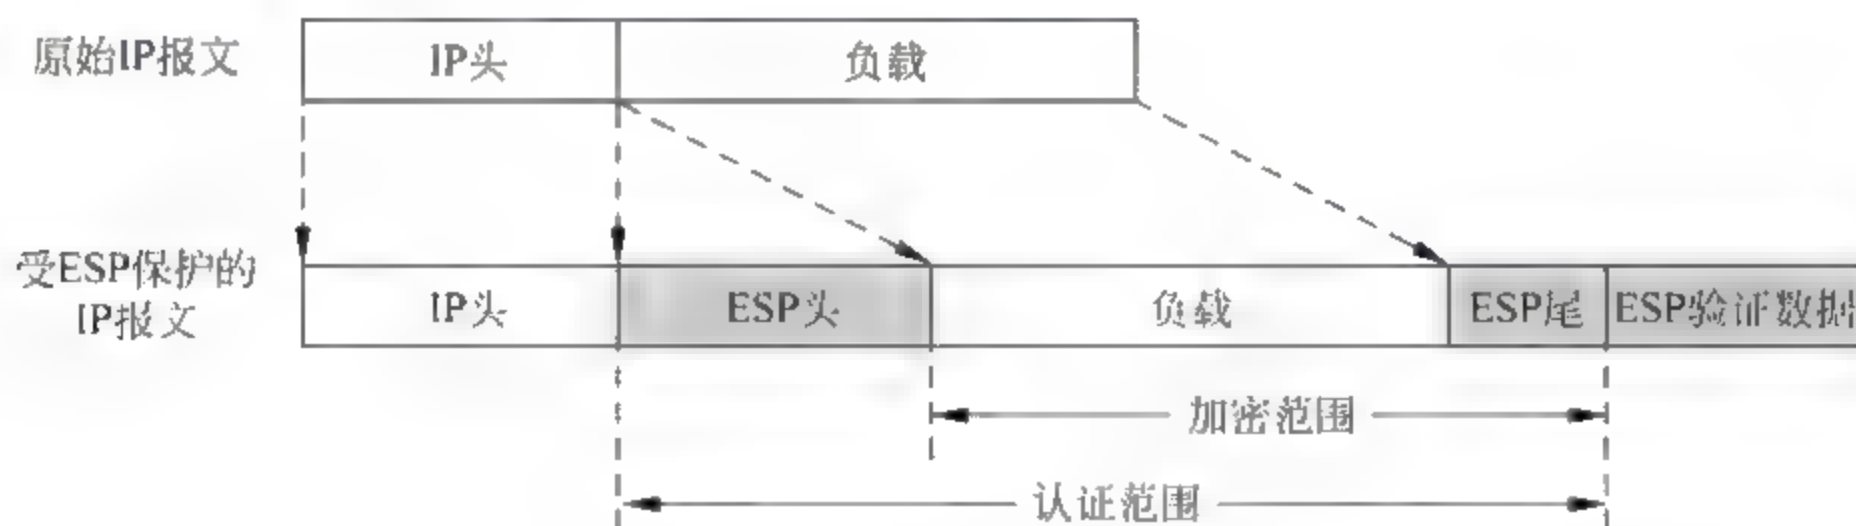 原始IP报文
IP头
负载
受ESP保护的
IP报文
IP头
ESP头
负载
ESP尾
ESP验证数据
加密范围
认证范围